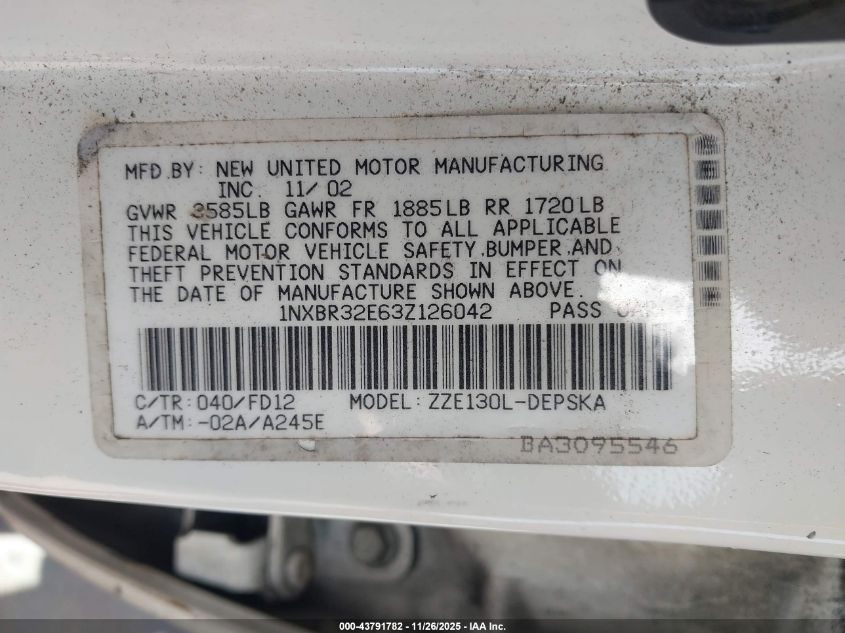 MFD.BY: NEW UNITED MOTOR MANUFACTURING
INC. 11/02
GVWR 3585LB GAWR FR 1885LB RR 1720LB
THIS VEHICLE CONFORMS TO ALL APPLICABLE
FEDERAL MOTOR VEHICLE SAFETY,BUMPER,AND
THEFT PREVENTION STANDARDS IN EFFECT ON
THE DATE OF MANUFACTURE SHOWN ABOVE.
1NXBR32E63Z126042 PASS CAR
C/TR:040/FD12 MODEL:ZZE130L-DEPSKA
A/TM:-02A/A245E
BA3095546
000-43791782 | 11/26/2025 - IAA Inc.